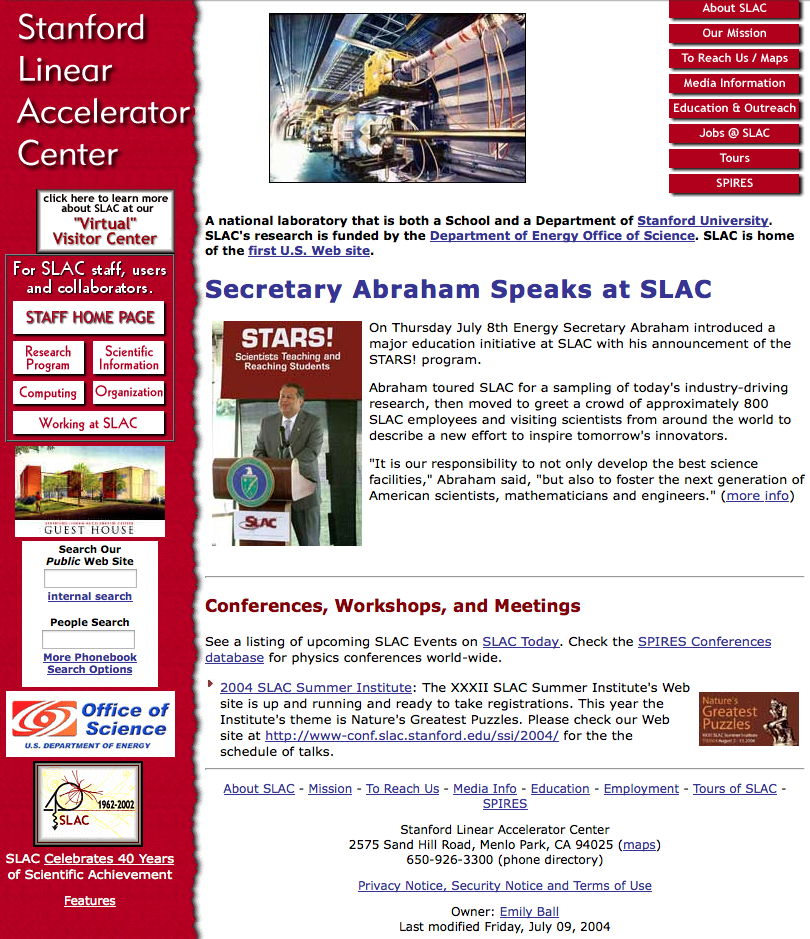 Stanford
Linear
Accelerator
Center
click here to learn more
about SLAC at our
"Virtual"
Visitor Center
For SLAC staff, users
and collaborators.
STAFF HOME PAGE
Research
Program
Scientific
Information
Computing
Organization
Working at SLAC
STANFORD LINEAR ACCELERATOR CENTER
GUEST HOUSE
Search Our
Public Web Site
internal search
People Search
More Phonebook
Search Options
Office of
Science
U.S. DEPARTMENT OF ENERGY
1962-2002
SLAC
SLAC Celebrates 40 Years
of Scientific Achievement
Features
About SLAC
Our Mission
To Reach Us / Maps
Media Information
Education & Outreach
Jobs @ SLAC
Tours
SPIRES
A national laboratory that is both a School and a Department of Stanford University.
SLAC's research is funded by the Department of Energy Office of Science. SLAC is home
of the first U.S. Web site.
Secretary Abraham Speaks at SLAC
STARS!
Scientists Teaching and
Reaching Students
SLAC
On Thursday July 8th Energy Secretary Abraham introduced a
major education initiative at SLAC with his announcement of the
STARS! program.
Abraham toured SLAC for a sampling of today's industry-driving
research, then moved to greet a crowd of approximately 800
SLAC employees and visiting scientists from around the world to
describe a new effort to inspire tomorrow's innovators.
"It is our responsibility to not only develop the best science
facilities," Abraham said, "but also to foster the next generation of
American scientists, mathematicians and engineers." (more info)
Conferences, Workshops, and Meetings
See a listing of upcoming SLAC Events on SLAC Today. Check the SPIRES Conferences
database for physics conferences world-wide.
2004 SLAC Summer Institute: The XXXII SLAC Summer Institute's Web
site is up and running and ready to take registrations. This year the
Institute's theme is Nature's Greatest Puzzles. Please check our Web
site at http://www-conf.slac.stanford.edu/ssi/2004/ for the the
schedule of talks.
Nature's
Greatest
Puzzles
About SLAC - Mission - To Reach Us - Media Info - Education - Employment - Tours of SLAC -
SPIRES
Stanford Linear Accelerator Center
2575 Sand Hill Road, Menlo Park, CA 94025 (maps)
650-926-3300 (phone directory)
Privacy Notice, Security Notice and Terms of Use
Owner: Emily Ball
Last modified Friday, July 09, 2004